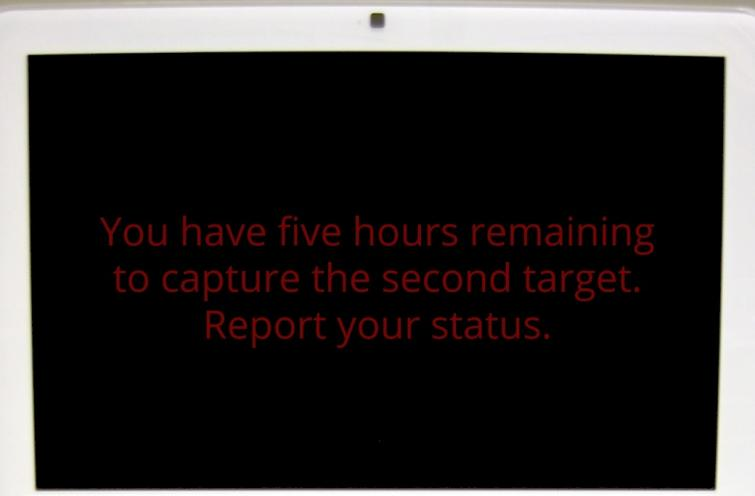 You have five hours remaining
to capture the second target.
Report your status.